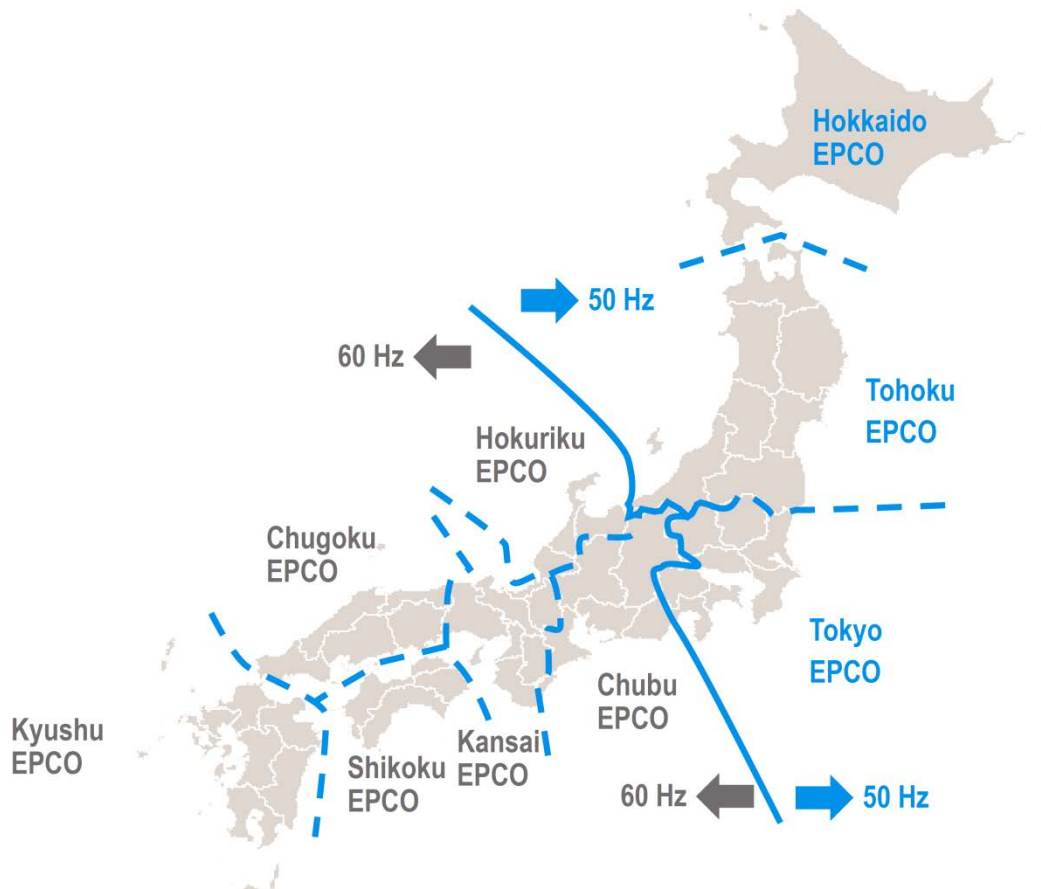 Hokkaido
EPCO
50 Hz
60 Hz
Tohoku
EPCO
Hokuriku
EPCO
Chugoku
EPCO
Tokyo
EPCO
Chubu
EPCO
Kyushu
EPCO
Kansai
EPCO
Shikoku
EPCO
60 Hz
50 Hz